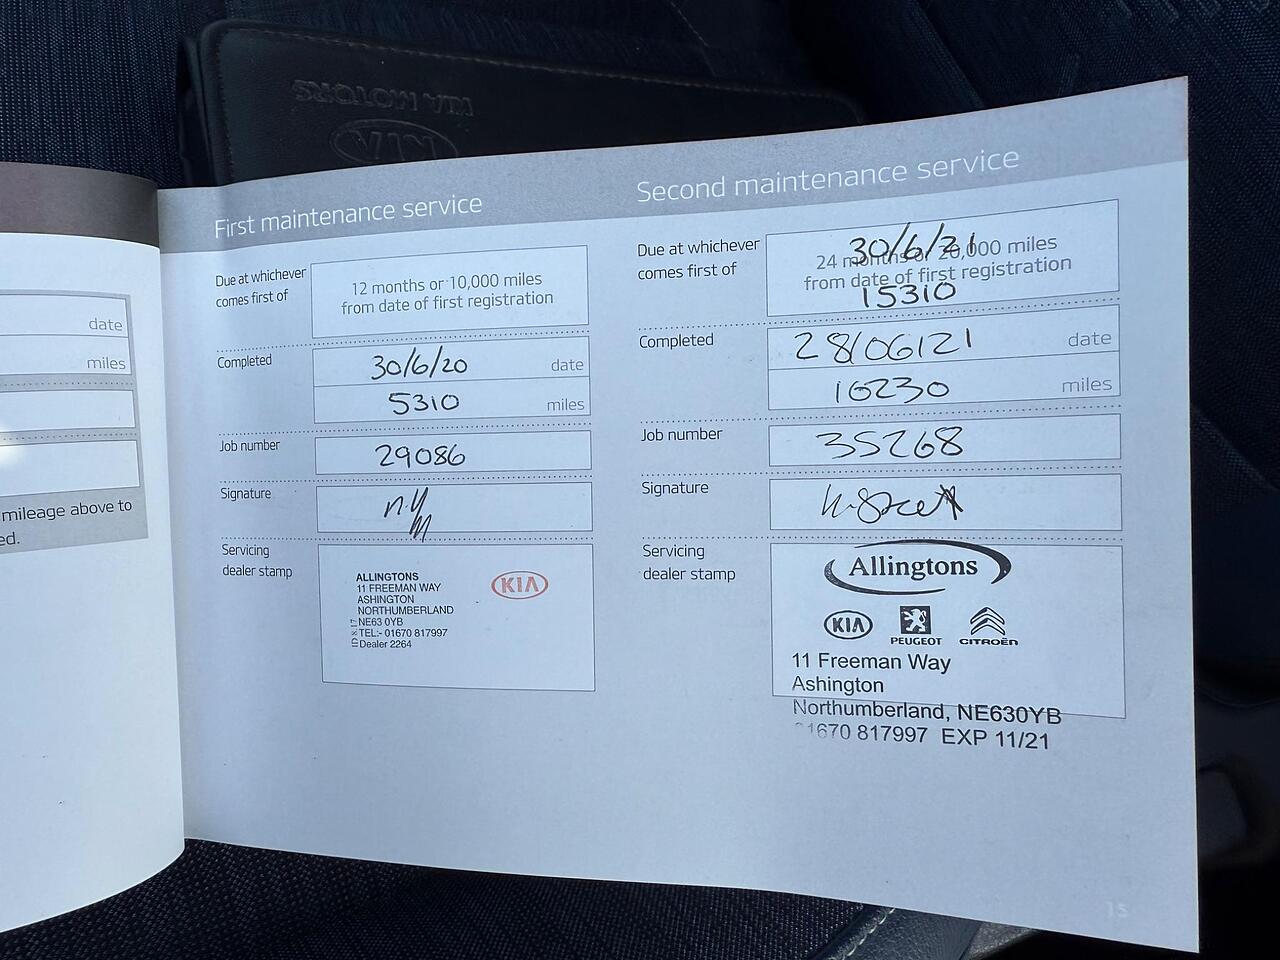 KIA MOTORS
KIA
date
miles
mileage above to
ed.
First maintenance service
Due at whichever
comes first of
12 months or 10,000 miles
from date of first registration
Completed
30/6/20 date
5310 miles
Job number
29086
Signature
Servicing
dealer stamp
ALLINGTONS
11 FREEMAN WAY
ASHINGTON
NORTHUMBERLAND
NE63 0YB
TEL:- 01670 817997
Dealer 2264
KIA
Second maintenance service
Due at whichever
comes first of
30/6/21
24 months or 20,000 miles
from date of first registration
15310
Completed
28/06/21 date
10230 miles
Job number
35268
Signature
Servicing
dealer stamp
Allingtons
KIA PEUGEOT CITROËN
11 Freeman Way
Ashington
Northumberland, NE630YB
01670 817997 EXP 11/21
15